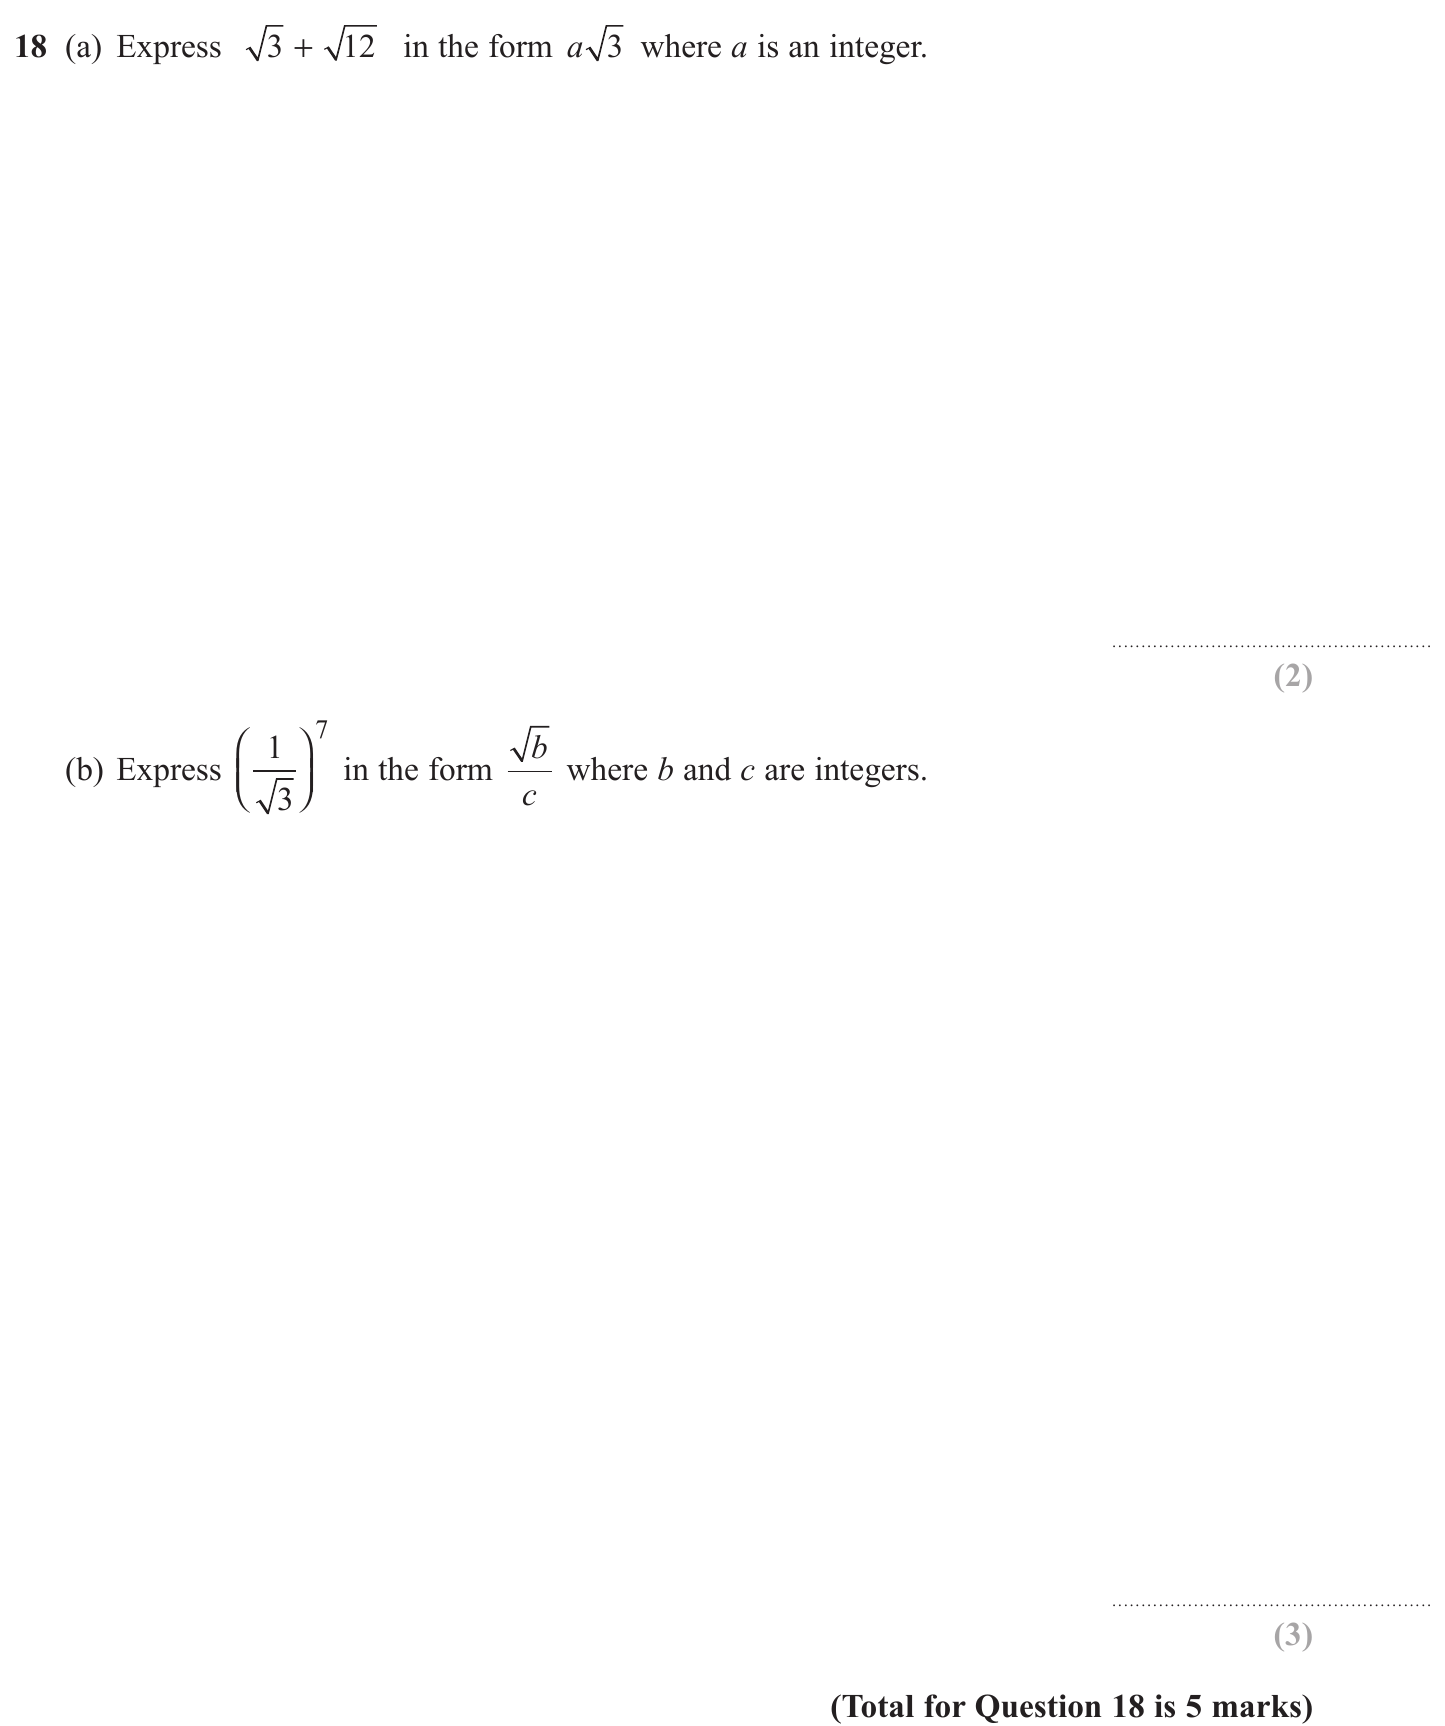 18 (a) Express √3 + √12 in the form a√3 where a is an integer.
(2)
(b) Express (1/√3)^7 in the form √b/c where b and c are integers.
(3)
(Total for Question 18 is 5 marks)